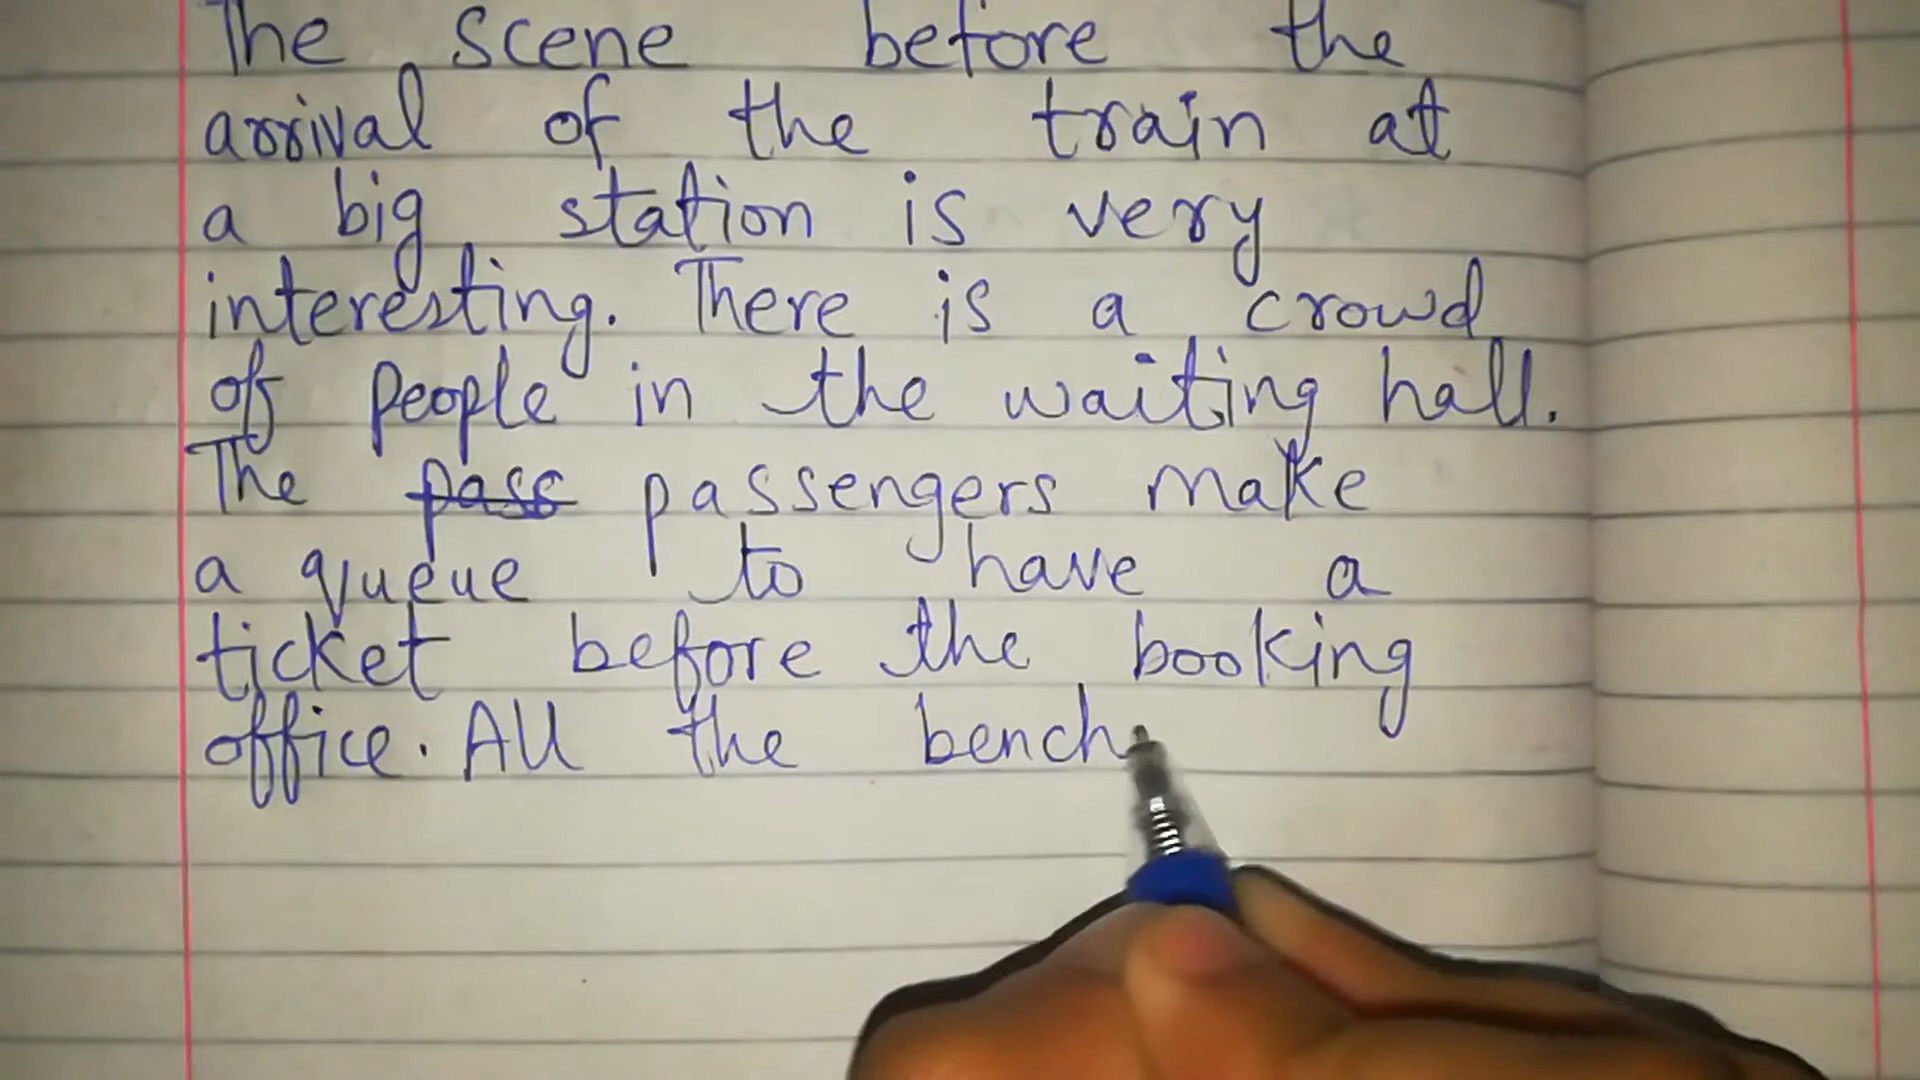 The scene before the
arrival of the train at
a big station is very
interesting. There is a crowd
of people in the waiting hall.
The pass passengers make
a queue to have a
ticket before the booking
office. All the bench